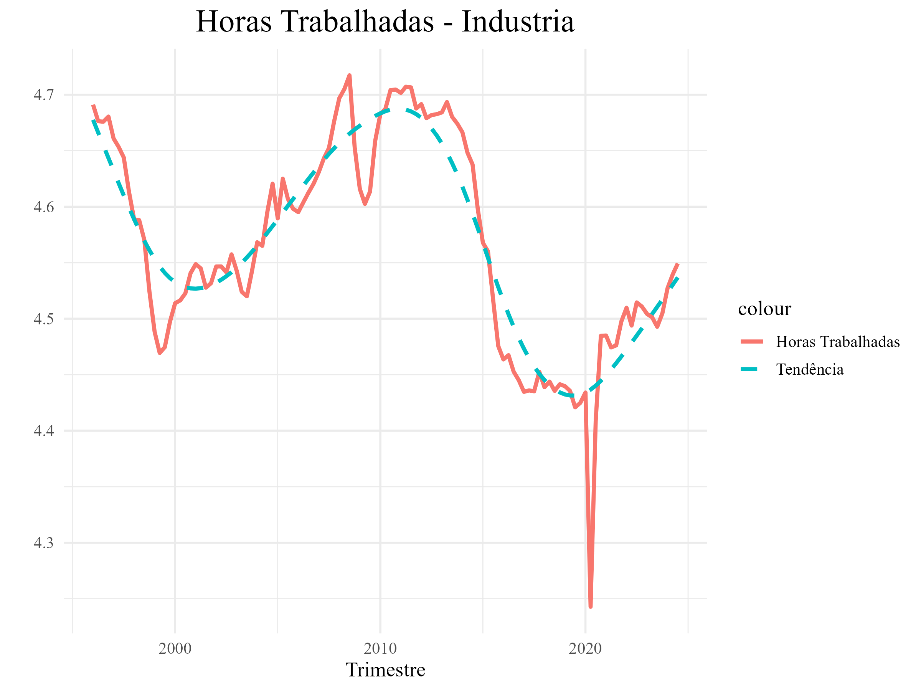 Horas Trabalhadas - Industria
4.7
4.6
4.5
4.4
4.3
2000
2010
2020
Trimestre
colour
Horas Trabalhadas
Tendência